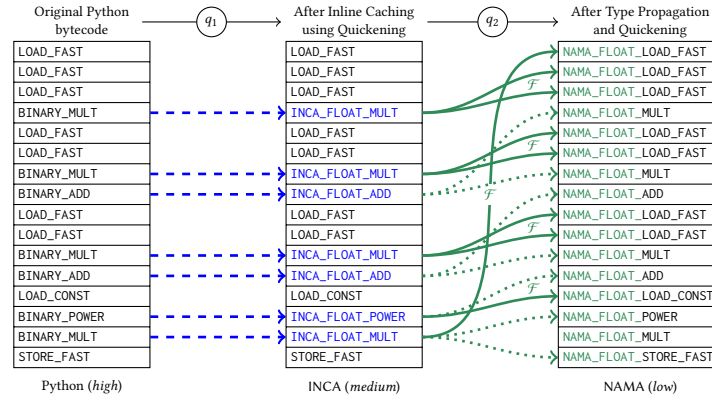 Original Python
bytecode
q1
After Inline Caching
using Quickening
q2
After Type Propagation
and Quickening
LOAD_FAST
LOAD_FAST
LOAD_FAST
BINARY_MULT
LOAD_FAST
LOAD_FAST
BINARY_MULT
BINARY_ADD
LOAD_FAST
LOAD_FAST
BINARY_MULT
BINARY_ADD
LOAD_CONST
BINARY_POWER
BINARY_MULT
STORE_FAST
Python (high)
LOAD_FAST
LOAD_FAST
LOAD_FAST
INCA_FLOAT_MULT
LOAD_FAST
LOAD_FAST
INCA_FLOAT_MULT
INCA_FLOAT_ADD
LOAD_FAST
LOAD_FAST
INCA_FLOAT_MULT
INCA_FLOAT_ADD
LOAD_CONST
INCA_FLOAT_POWER
INCA_FLOAT_MULT
STORE_FAST
INCA (medium)
ℱ
ℱ
ℱ
ℱ
ℱ
NAMA_FLOAT_LOAD_FAST
NAMA_FLOAT_LOAD_FAST
NAMA_FLOAT_LOAD_FAST
NAMA_FLOAT_MULT
NAMA_FLOAT_LOAD_FAST
NAMA_FLOAT_LOAD_FAST
NAMA_FLOAT_MULT
NAMA_FLOAT_ADD
NAMA_FLOAT_LOAD_FAST
NAMA_FLOAT_LOAD_FAST
NAMA_FLOAT_MULT
NAMA_FLOAT_ADD
NAMA_FLOAT_LOAD_CONST
NAMA_FLOAT_POWER
NAMA_FLOAT_MULT
NAMA_FLOAT_STORE_FAST
NAMA (low)